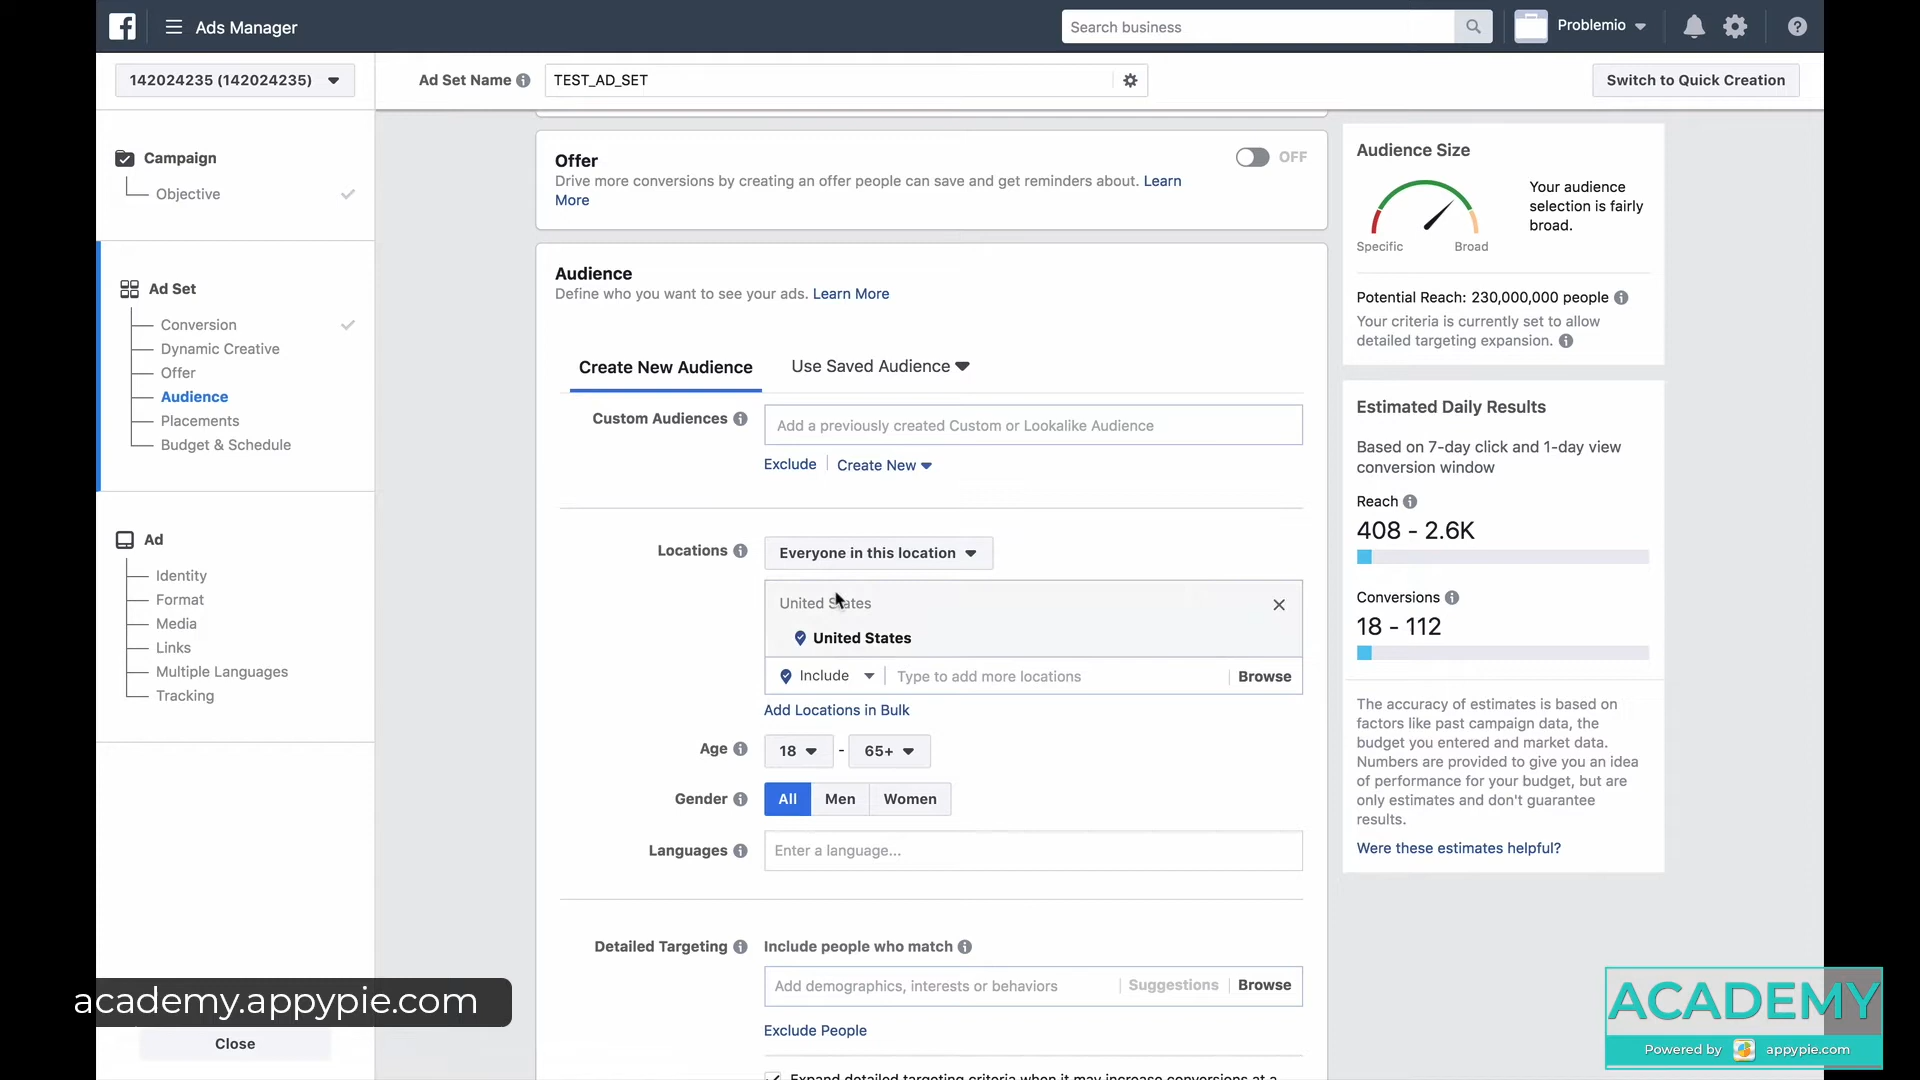 Ads Manager
Search business
Problemio
142024235 (142024235)
Ad Set Name
TEST_AD_SET
Switch to Quick Creation
Campaign
Objective
Ad Set
Conversion
Dynamic Creative
Offer
Audience
Placements
Budget & Schedule
Ad
Identity
Format
Media
Links
Multiple Languages
Tracking
Close
Offer
OFF
Drive more conversions by creating an offer people can save and get reminders about. Learn
More
Audience
Define who you want to see your ads. Learn More
Create New Audience
Use Saved Audience
Custom Audiences
Add a previously created Custom or Lookalike Audience
Exclude
Create New
Locations
Everyone in this location
United States
United States
Include
Type to add more locations
Browse
Add Locations in Bulk
Age
18
-
65+
Gender
All
Men
Women
Languages
Enter a language...
Detailed Targeting
Include people who match
Add demographics, interests or behaviors
Suggestions
Browse
Exclude People
Expand detailed targeting criteria when it may increase conversions at a
Audience Size
Specific
Broad
Your audience
selection is fairly
broad.
Potential Reach: 230,000,000 people
Your criteria is currently set to allow
detailed targeting expansion.
Estimated Daily Results
Based on 7-day click and 1-day view
conversion window
Reach
408 - 2.6K
Conversions
18 - 112
The accuracy of estimates is based on
factors like past campaign data, the
budget you entered and market data.
Numbers are provided to give you an idea
of performance for your budget, but are
only estimates and don't guarantee
results.
Were these estimates helpful?
academy.appypie.com
ACADEMY
Powered by appypie.com